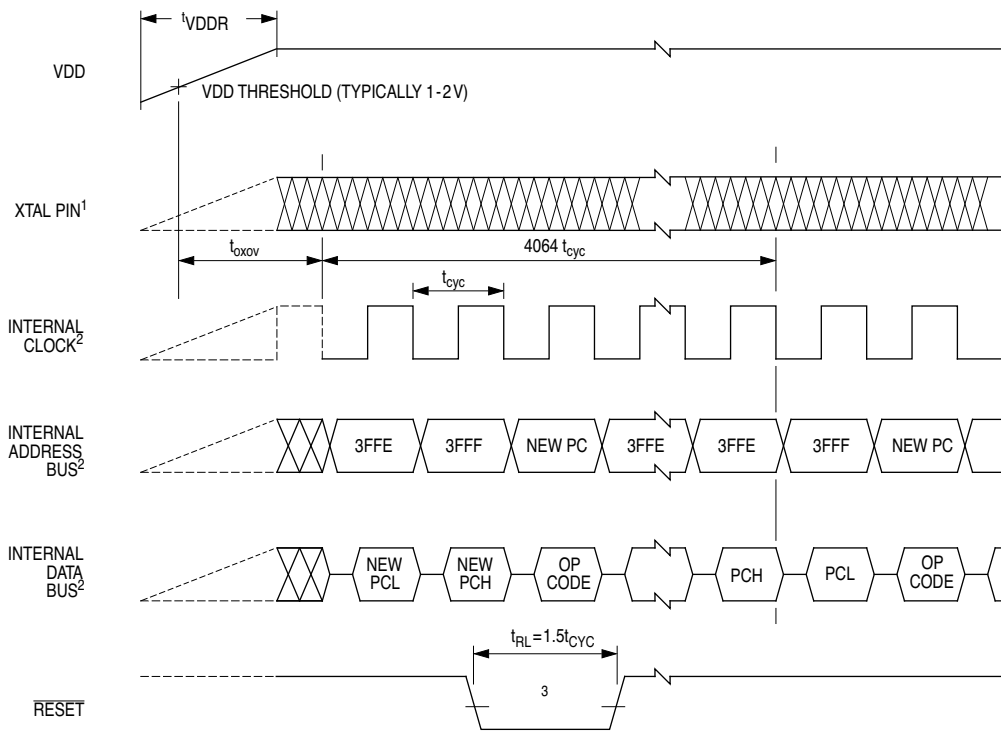 tVDDR
VDD
VDD THRESHOLD (TYPICALLY 1-2V)
XTAL PIN1
toxov
4064 tcyc
tcyc
INTERNAL
CLOCK2
INTERNAL
ADDRESS
BUS2
3FFE
3FFF
NEW PC
3FFE
3FFE
3FFF
NEW PC
INTERNAL
DATA
BUS2
NEW
PCL
NEW
PCH
OP
CODE
PCH
PCL
OP
CODE
tRL=1.5tCYC
3
RESET